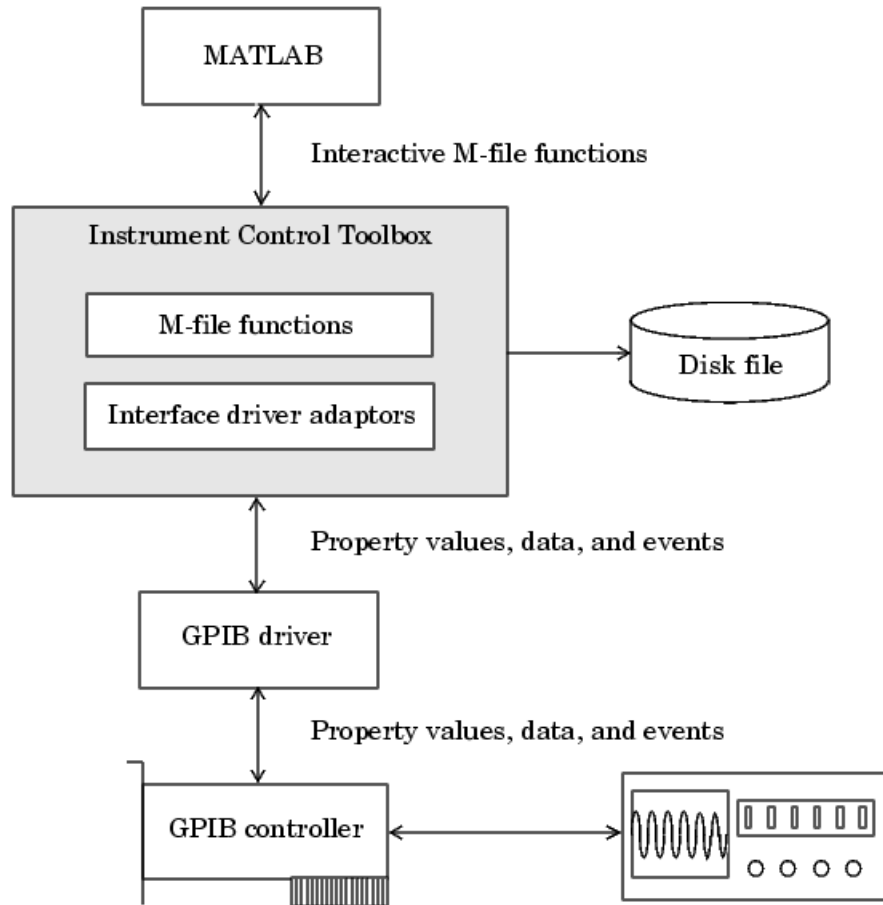 MATLAB
Interactive M-file functions
Instrument Control Toolbox
M-file functions
Interface driver adaptors
Disk file
Property values, data, and events
GPIB driver
Property values, data, and events
GPIB controller